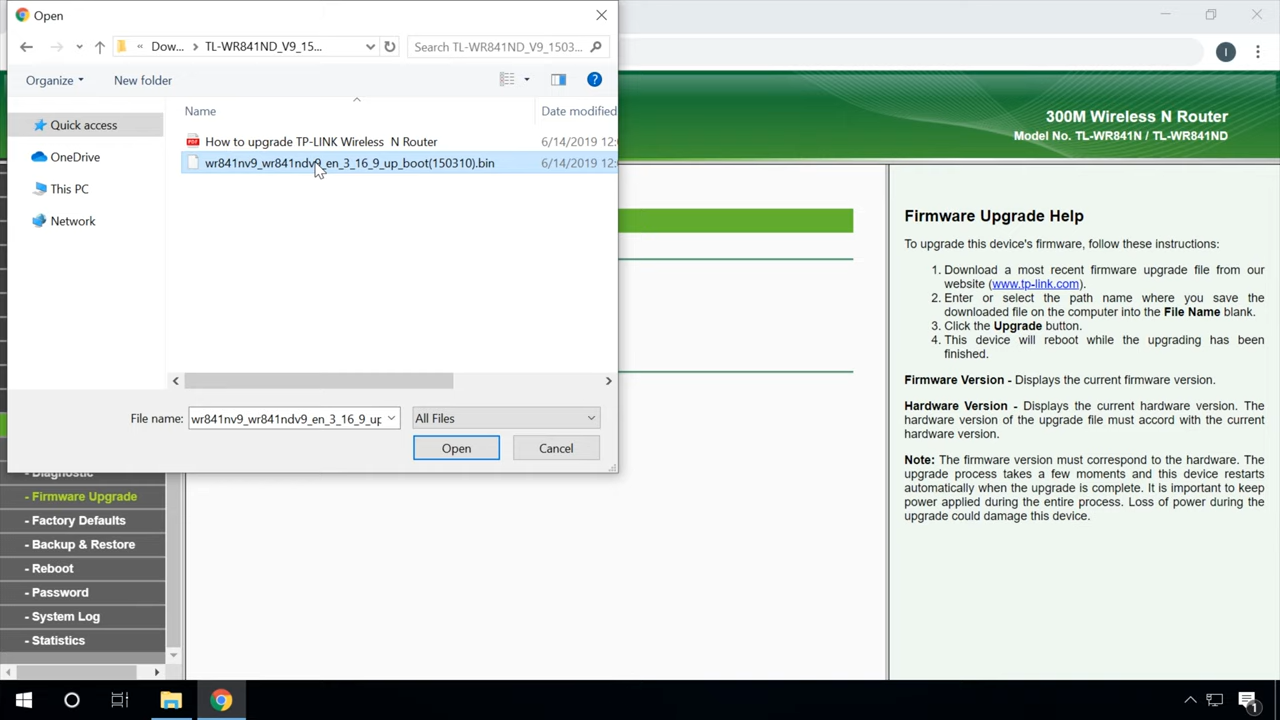 Open
« Dow... > TL-WR841ND_V9_15...
Search TL-WR841ND_V9_1503...
I
Organize
New folder
?
Name
Date modified
Quick access
How to upgrade TP-LINK Wireless N Router
6/14/2019 12:
OneDrive
wr841nv9_wr841ndv9_en_3_16_9_up_boot(150310).bin
6/14/2019 12:
This PC
Network
File name:
wr841nv9_wr841ndv9_en_3_16_9_up
All Files
Open
Cancel
300M Wireless N Router
Model No. TL-WR841N / TL-WR841ND
Firmware Upgrade Help
To upgrade this device's firmware, follow these instructions:
1. Download a most recent firmware upgrade file from our
website (www.tp-link.com).
2. Enter or select the path name where you save the
downloaded file on the computer into the File Name blank.
3. Click the Upgrade button.
4. This device will reboot while the upgrading has been
finished.
Firmware Version - Displays the current firmware version.
Hardware Version - Displays the current hardware version. The
hardware version of the upgrade file must accord with the current
hardware version.
Note: The firmware version must correspond to the hardware. The
upgrade process takes a few moments and this device restarts
automatically when the upgrade is complete. It is important to keep
power applied during the entire process. Loss of power during the
upgrade could damage this device.
- Diagnostic
- Firmware Upgrade
- Factory Defaults
- Backup & Restore
- Reboot
- Password
- System Log
- Statistics
1